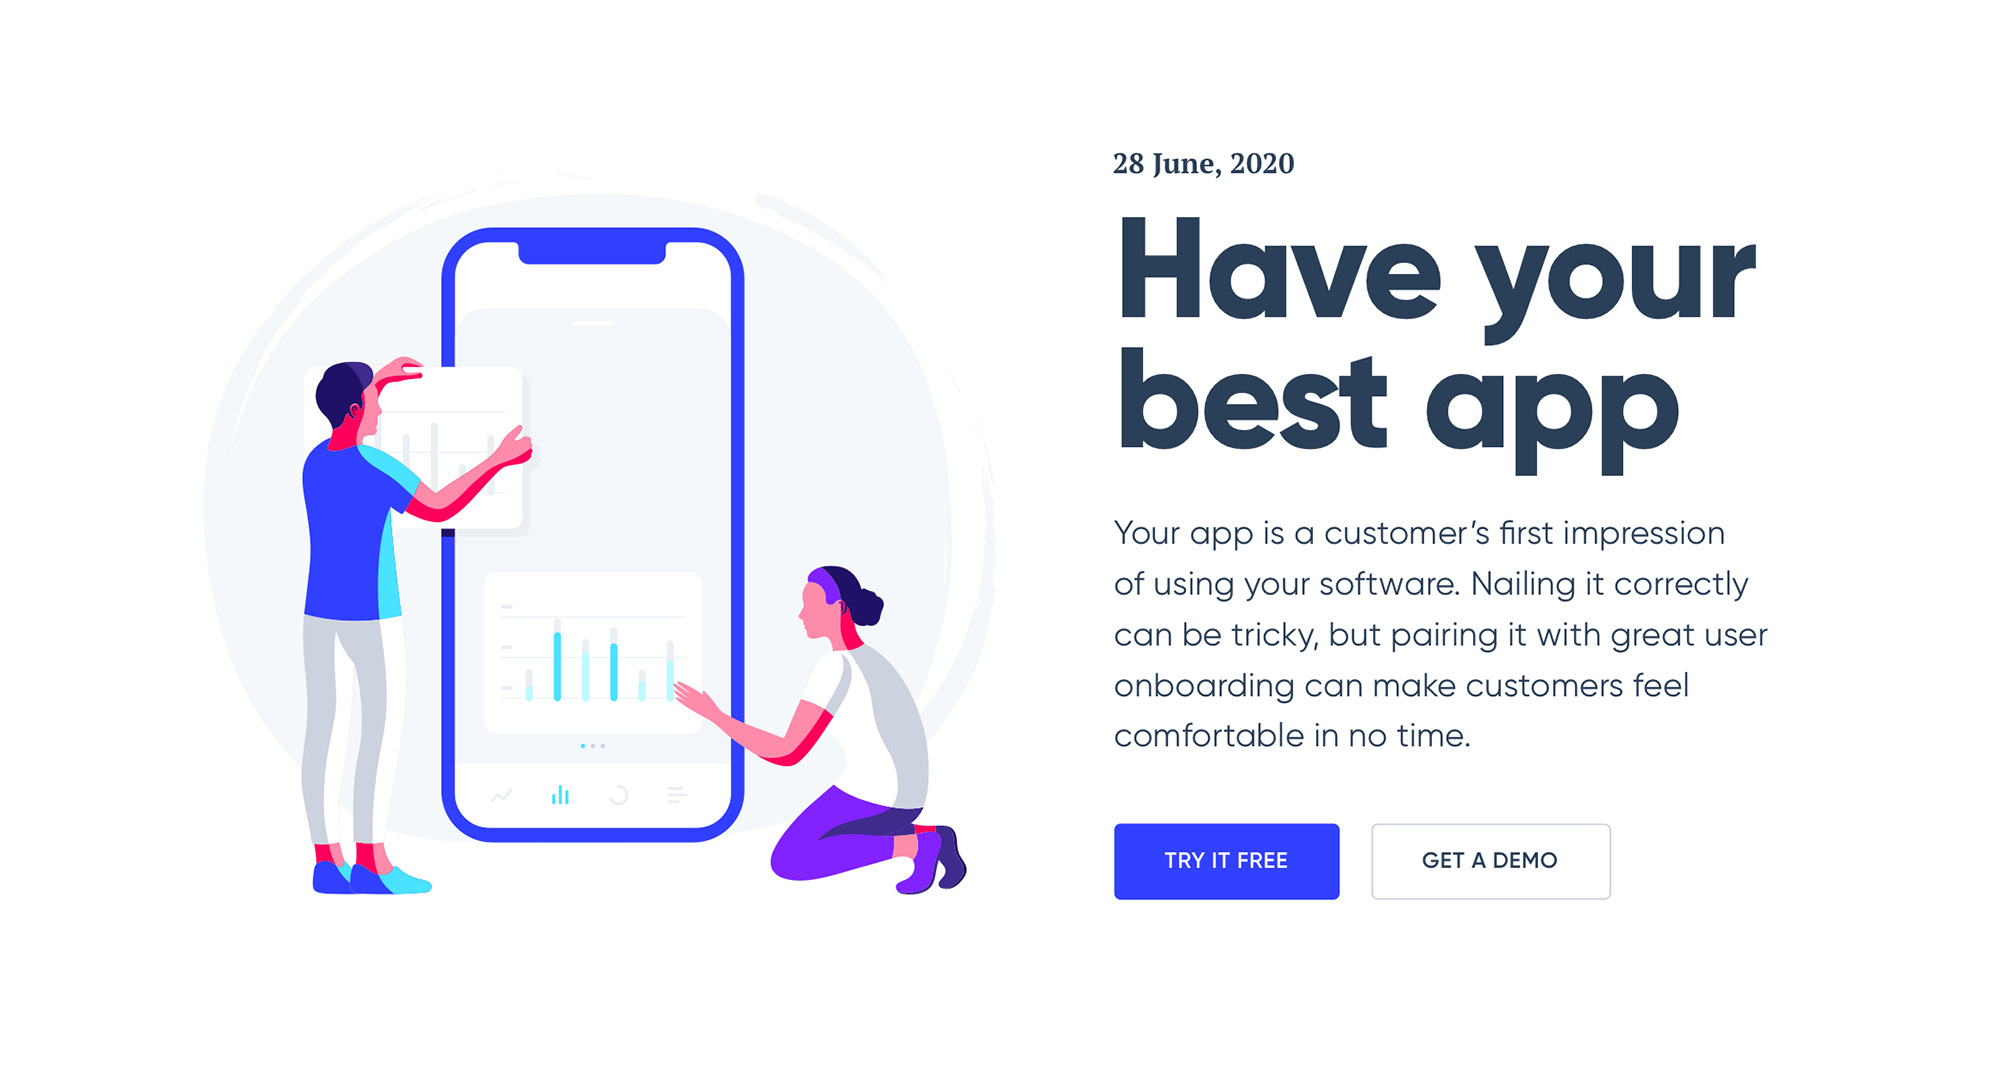 28 June, 2020
Have your
best app
Your app is a customer’s first impression
of using your software. Nailing it correctly
can be tricky, but pairing it with great user
onboarding can make customers feel
comfortable in no time.
TRY IT FREE
GET A DEMO